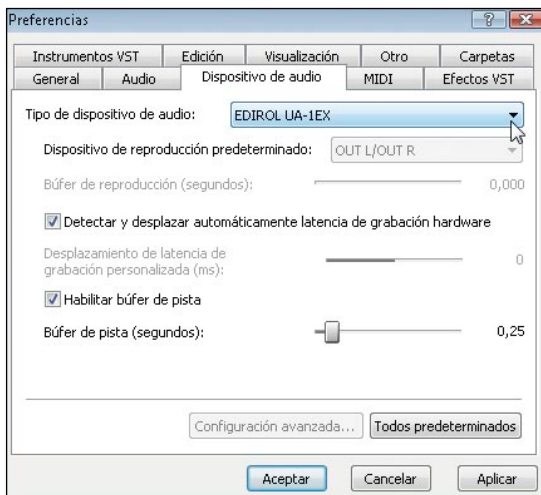 Preferencias
Instrumentos VST Edición Visualización Otro Carpetas
General Audio Dispositivo de audio MIDI Efectos VST
Tipo de dispositivo de audio: EDIROL UA-1EX
Dispositivo de reproducción predeterminado: OUT L/OUT R
Búfer de reproducción (segundos): 0,000
Detectar y desplazar automáticamente latencia de grabación hardware
Desplazamiento de latencia de
grabación personalizada (ms): 0
Habilitar búfer de pista
Búfer de pista (segundos): 0,25
Configuración avanzada... Todos predeterminados
Aceptar Cancelar Aplicar